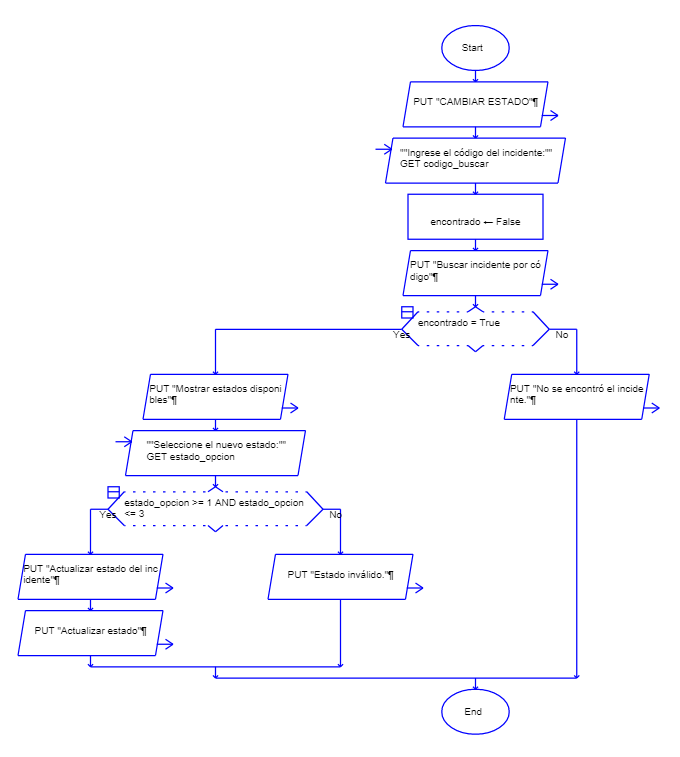 Start
PUT "CAMBIAR ESTADO"¶
""Ingrese el código del incidente:""
GET codigo_buscar
encontrado ← False
PUT "Buscar incidente por có
digo"¶
encontrado = True
Yes
No
PUT "Mostrar estados disponi
bles"¶
PUT "No se encontró el incide
nte."¶
""Seleccione el nuevo estado:""
GET estado_opcion
estado_opcion >= 1 AND estado_opcion
<= 3
Yes
No
PUT "Actualizar estado del inc
idente"¶
PUT "Estado inválido."¶
PUT "Actualizar estado"¶
End